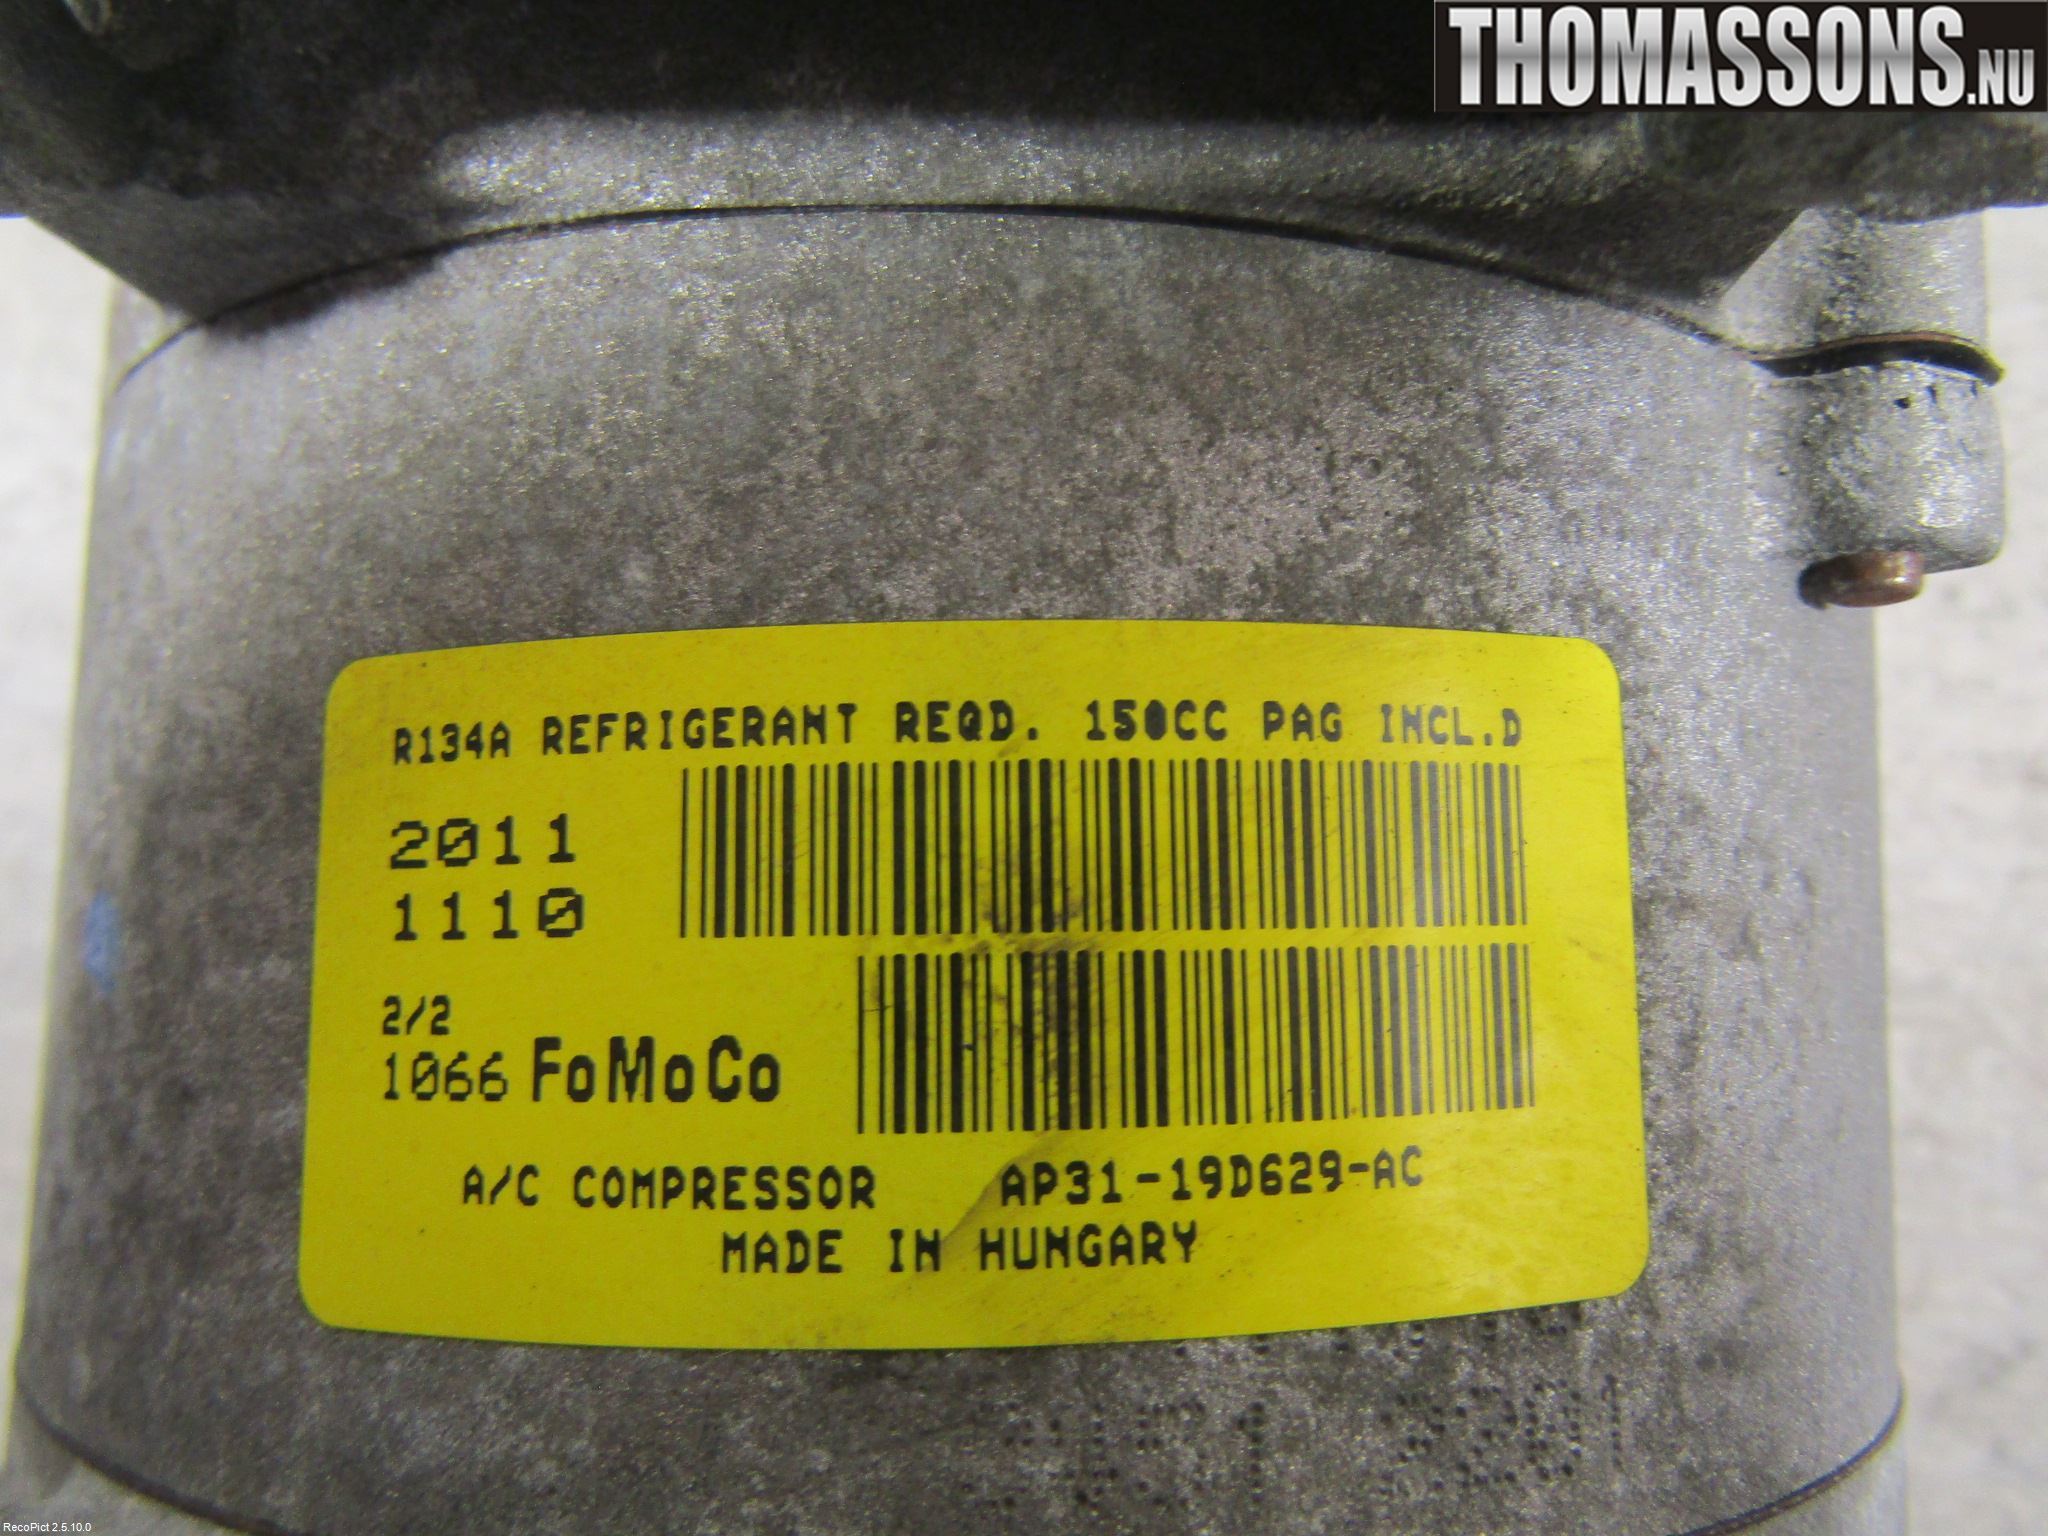 THOMASSONS.NU
R134A REFRIGERANT REQD. 150CC PAG INCL.D
2011
1110
2/2
1066 FoMoCo
A/C COMPRESSOR AP31-19D629-AC
MADE IN HUNGARY
RecoPict 2.5.10.0